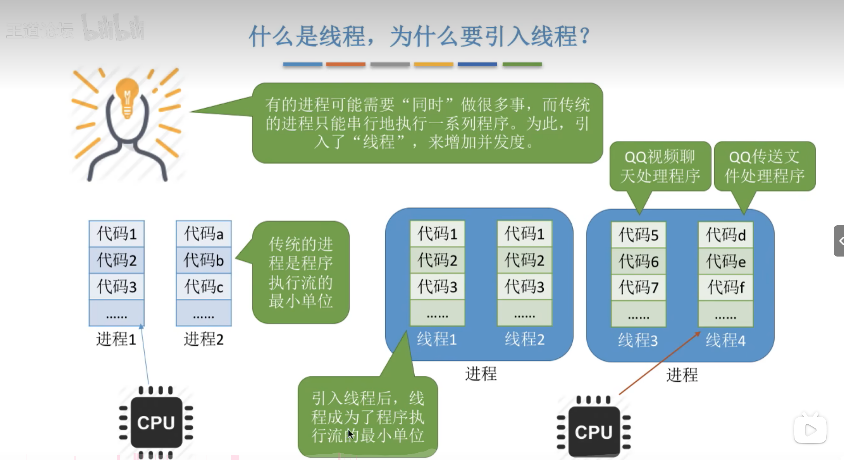 什么是线程，为什么要引入线程？
有的进程可能需要“同时”做很多事，而传统
的进程只能串行地执行一系列程序。为此，引
入了“线程”，来增加并发度。
QQ视频聊
天处理程序
QQ传送文
件处理程序
代码1
代码2
代码3
……
进程1
代码a
代码b
代码c
……
进程2
传统的进
程是程序
执行流的
最小单位
代码1
代码2
代码3
……
线程1
代码1
代码2
代码3
……
线程2
进程
代码5
代码6
代码7
……
线程3
代码d
代码e
代码f
……
线程4
进程
CPU
引入线程后，线
程成为了程序执
行流的最小单位
CPU